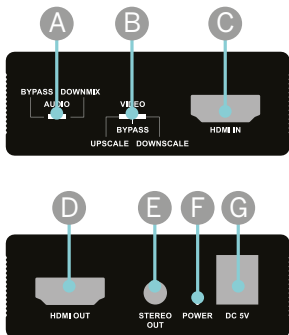 A B C
BYPASS DOWNMIX
AUDIO VIDEO
BYPASS HDMI IN
UPSCALE DOWNSCALE
D E F G
HDMI OUT STEREO OUT POWER DC 5V